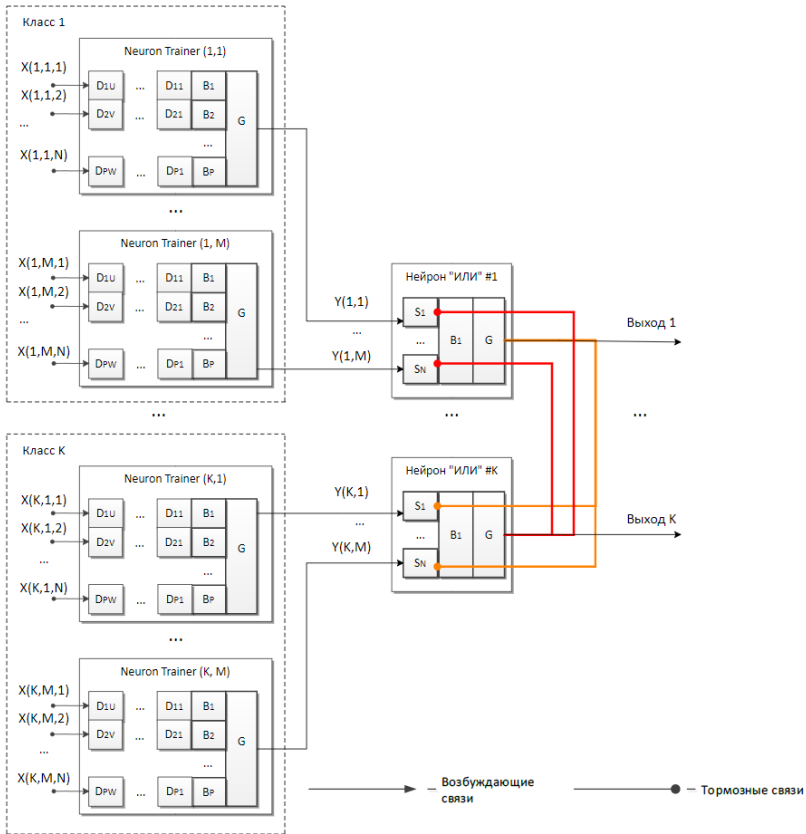 Класс 1
Neuron Trainer (1,1)
X(1,1,1)
D1U ... D11 B1
X(1,1,2)
D2V ... D21 B2
G
...
...
X(1,1,N)
DPW ... DP1 BP
...
Neuron Trainer (1, M)
X(1,M,1)
D1U ... D11 B1
X(1,M,2)
D2V ... D21 B2
G
...
...
X(1,M,N)
DPW ... DP1 BP
Нейрон "ИЛИ" #1
Y(1,1)
S1
...
...
B1 G
Y(1,M)
SN
Выход 1
...
...
...
Класс K
Neuron Trainer (K,1)
X(K,1,1)
D1U ... D11 B1
X(K,1,2)
D2V ... D21 B2
G
...
...
X(K,1,N)
DPW ... DP1 BP
...
Нейрон "ИЛИ" #K
Y(K,1)
S1
...
...
B1 G
Y(K,M)
SN
Выход K
Neuron Trainer (K, M)
X(K,M,1)
D1U ... D11 B1
X(K,M,2)
D2V ... D21 B2
G
...
...
X(K,M,N)
DPW ... DP1 BP
– Возбуждающие
связи
– Тормозные связи